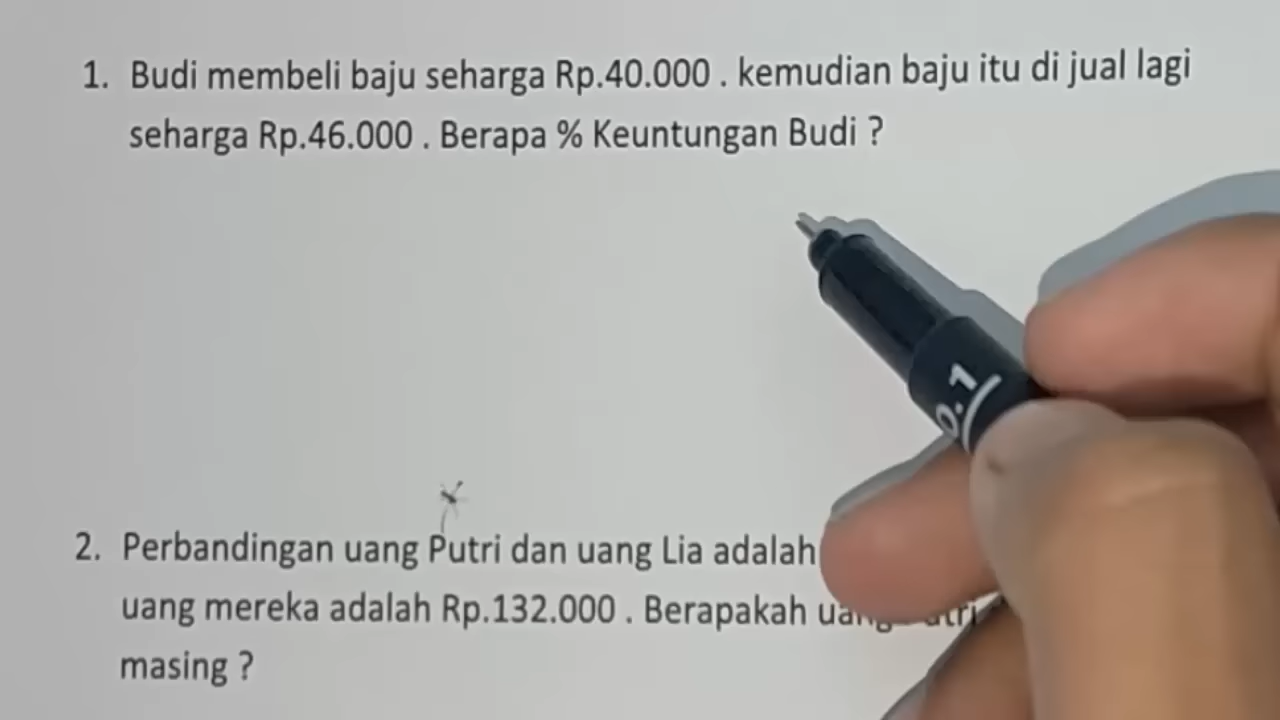 1. Budi membeli baju seharga Rp.40.000 . kemudian baju itu di jual lagi
seharga Rp.46.000 . Berapa % Keuntungan Budi ?
0.1
2. Perbandingan uang Putri dan uang Lia adalah
uang mereka adalah Rp.132.000 . Berapakah
masing ?